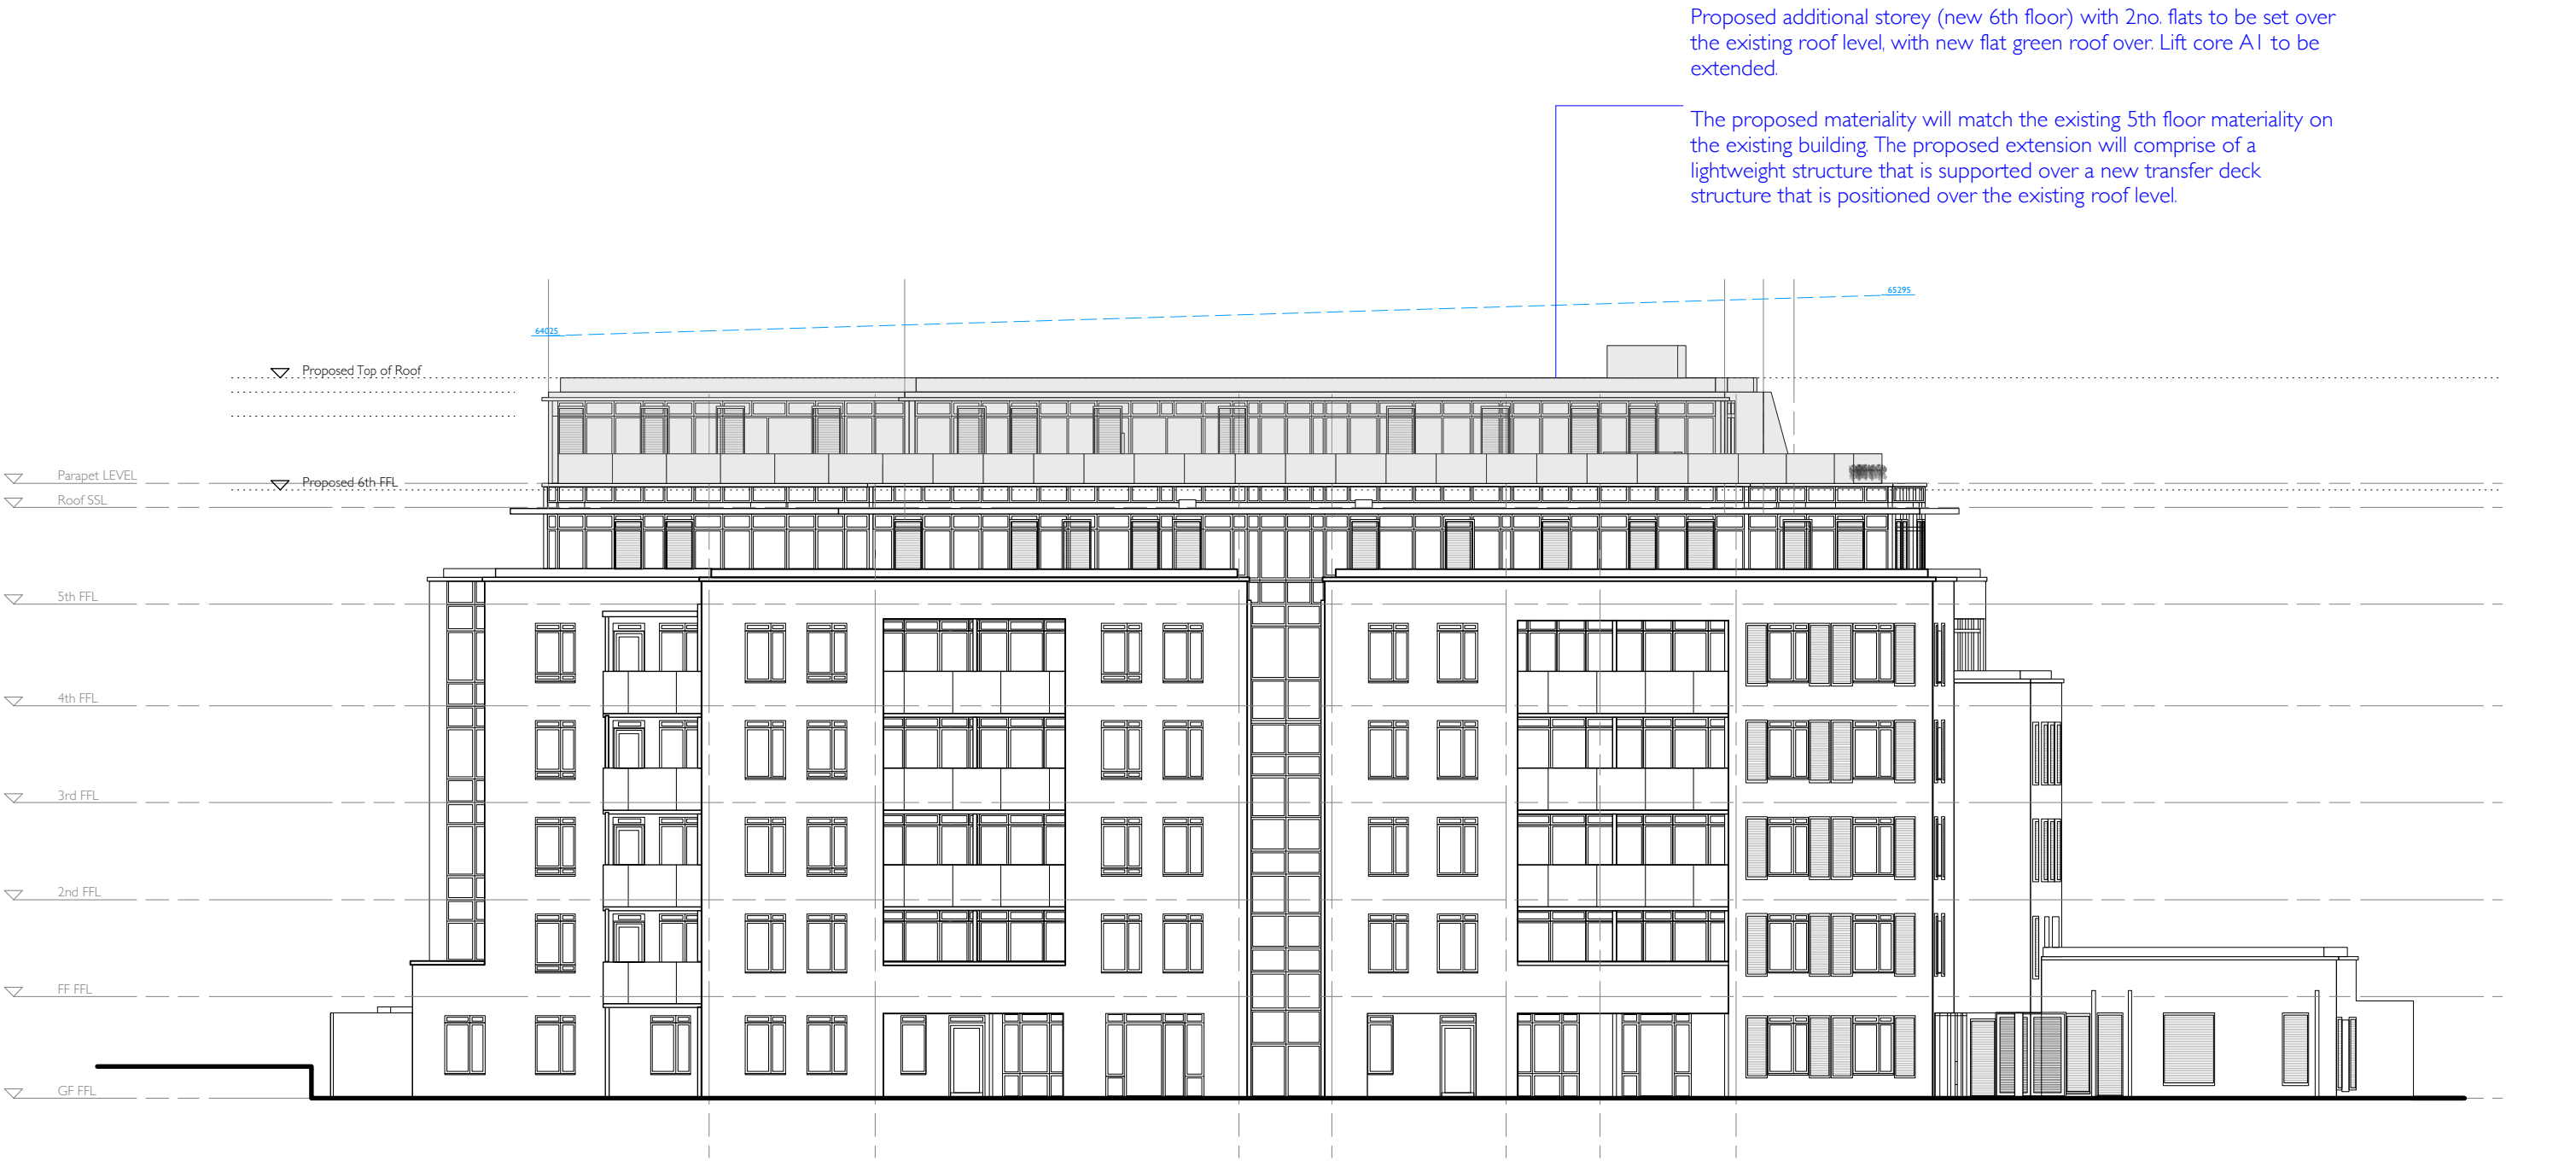 Proposed additional storey (new 6th floor) with 2no. flats to be set over
the existing roof level, with new flat green roof over. Lift core A1 to be
extended.
The proposed materiality will match the existing 5th floor materiality on
the existing building. The proposed extension will comprise of a
lightweight structure that is supported over a new transfer deck
structure that is positioned over the existing roof level.
65295
64025
Proposed Top of Roof
Parapet LEVEL
Proposed 6th FFL
Roof SSL
5th FFL
4th FFL
3rd FFL
2nd FFL
FF FFL
GF FFL